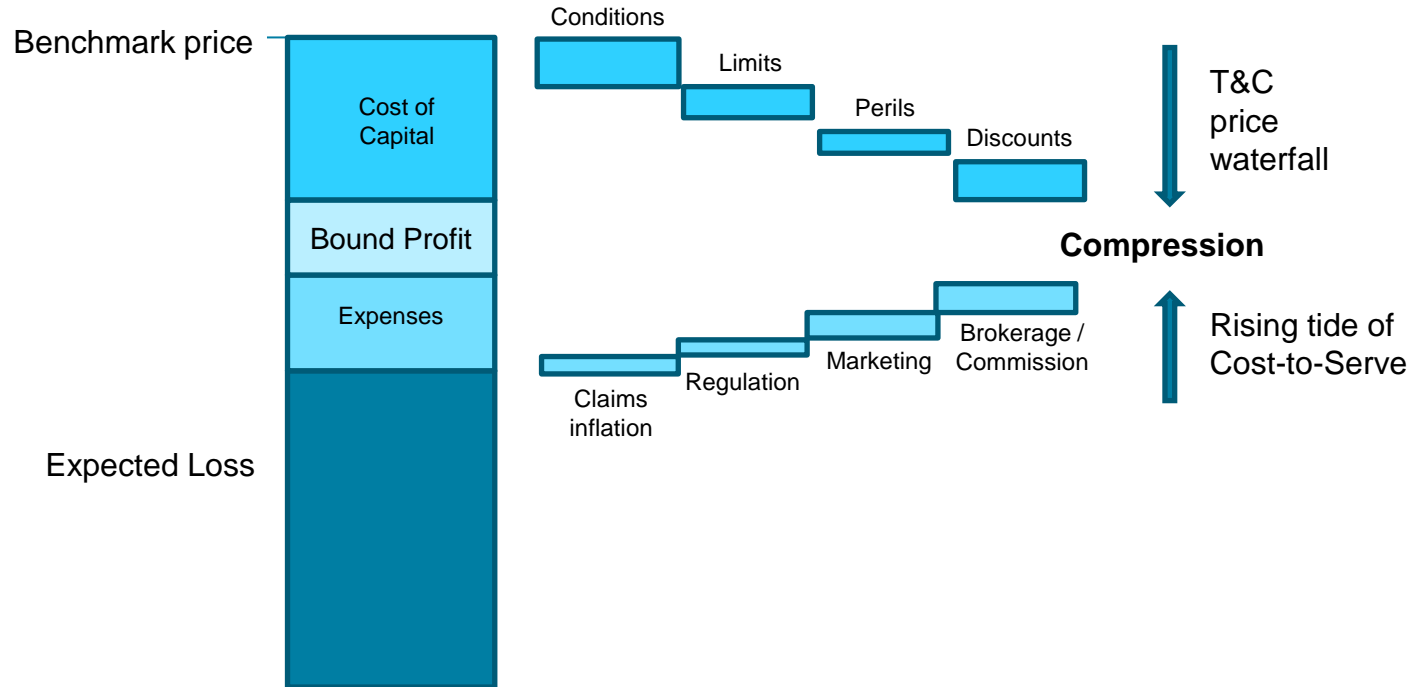 Benchmark price
Cost of
Capital
Bound Profit
Expenses
Expected Loss
Conditions
Limits
Perils
Discounts
T&C
price
waterfall
Compression
Claims
inflation
Regulation
Marketing
Brokerage /
Commission
Rising tide of
Cost-to-Serve